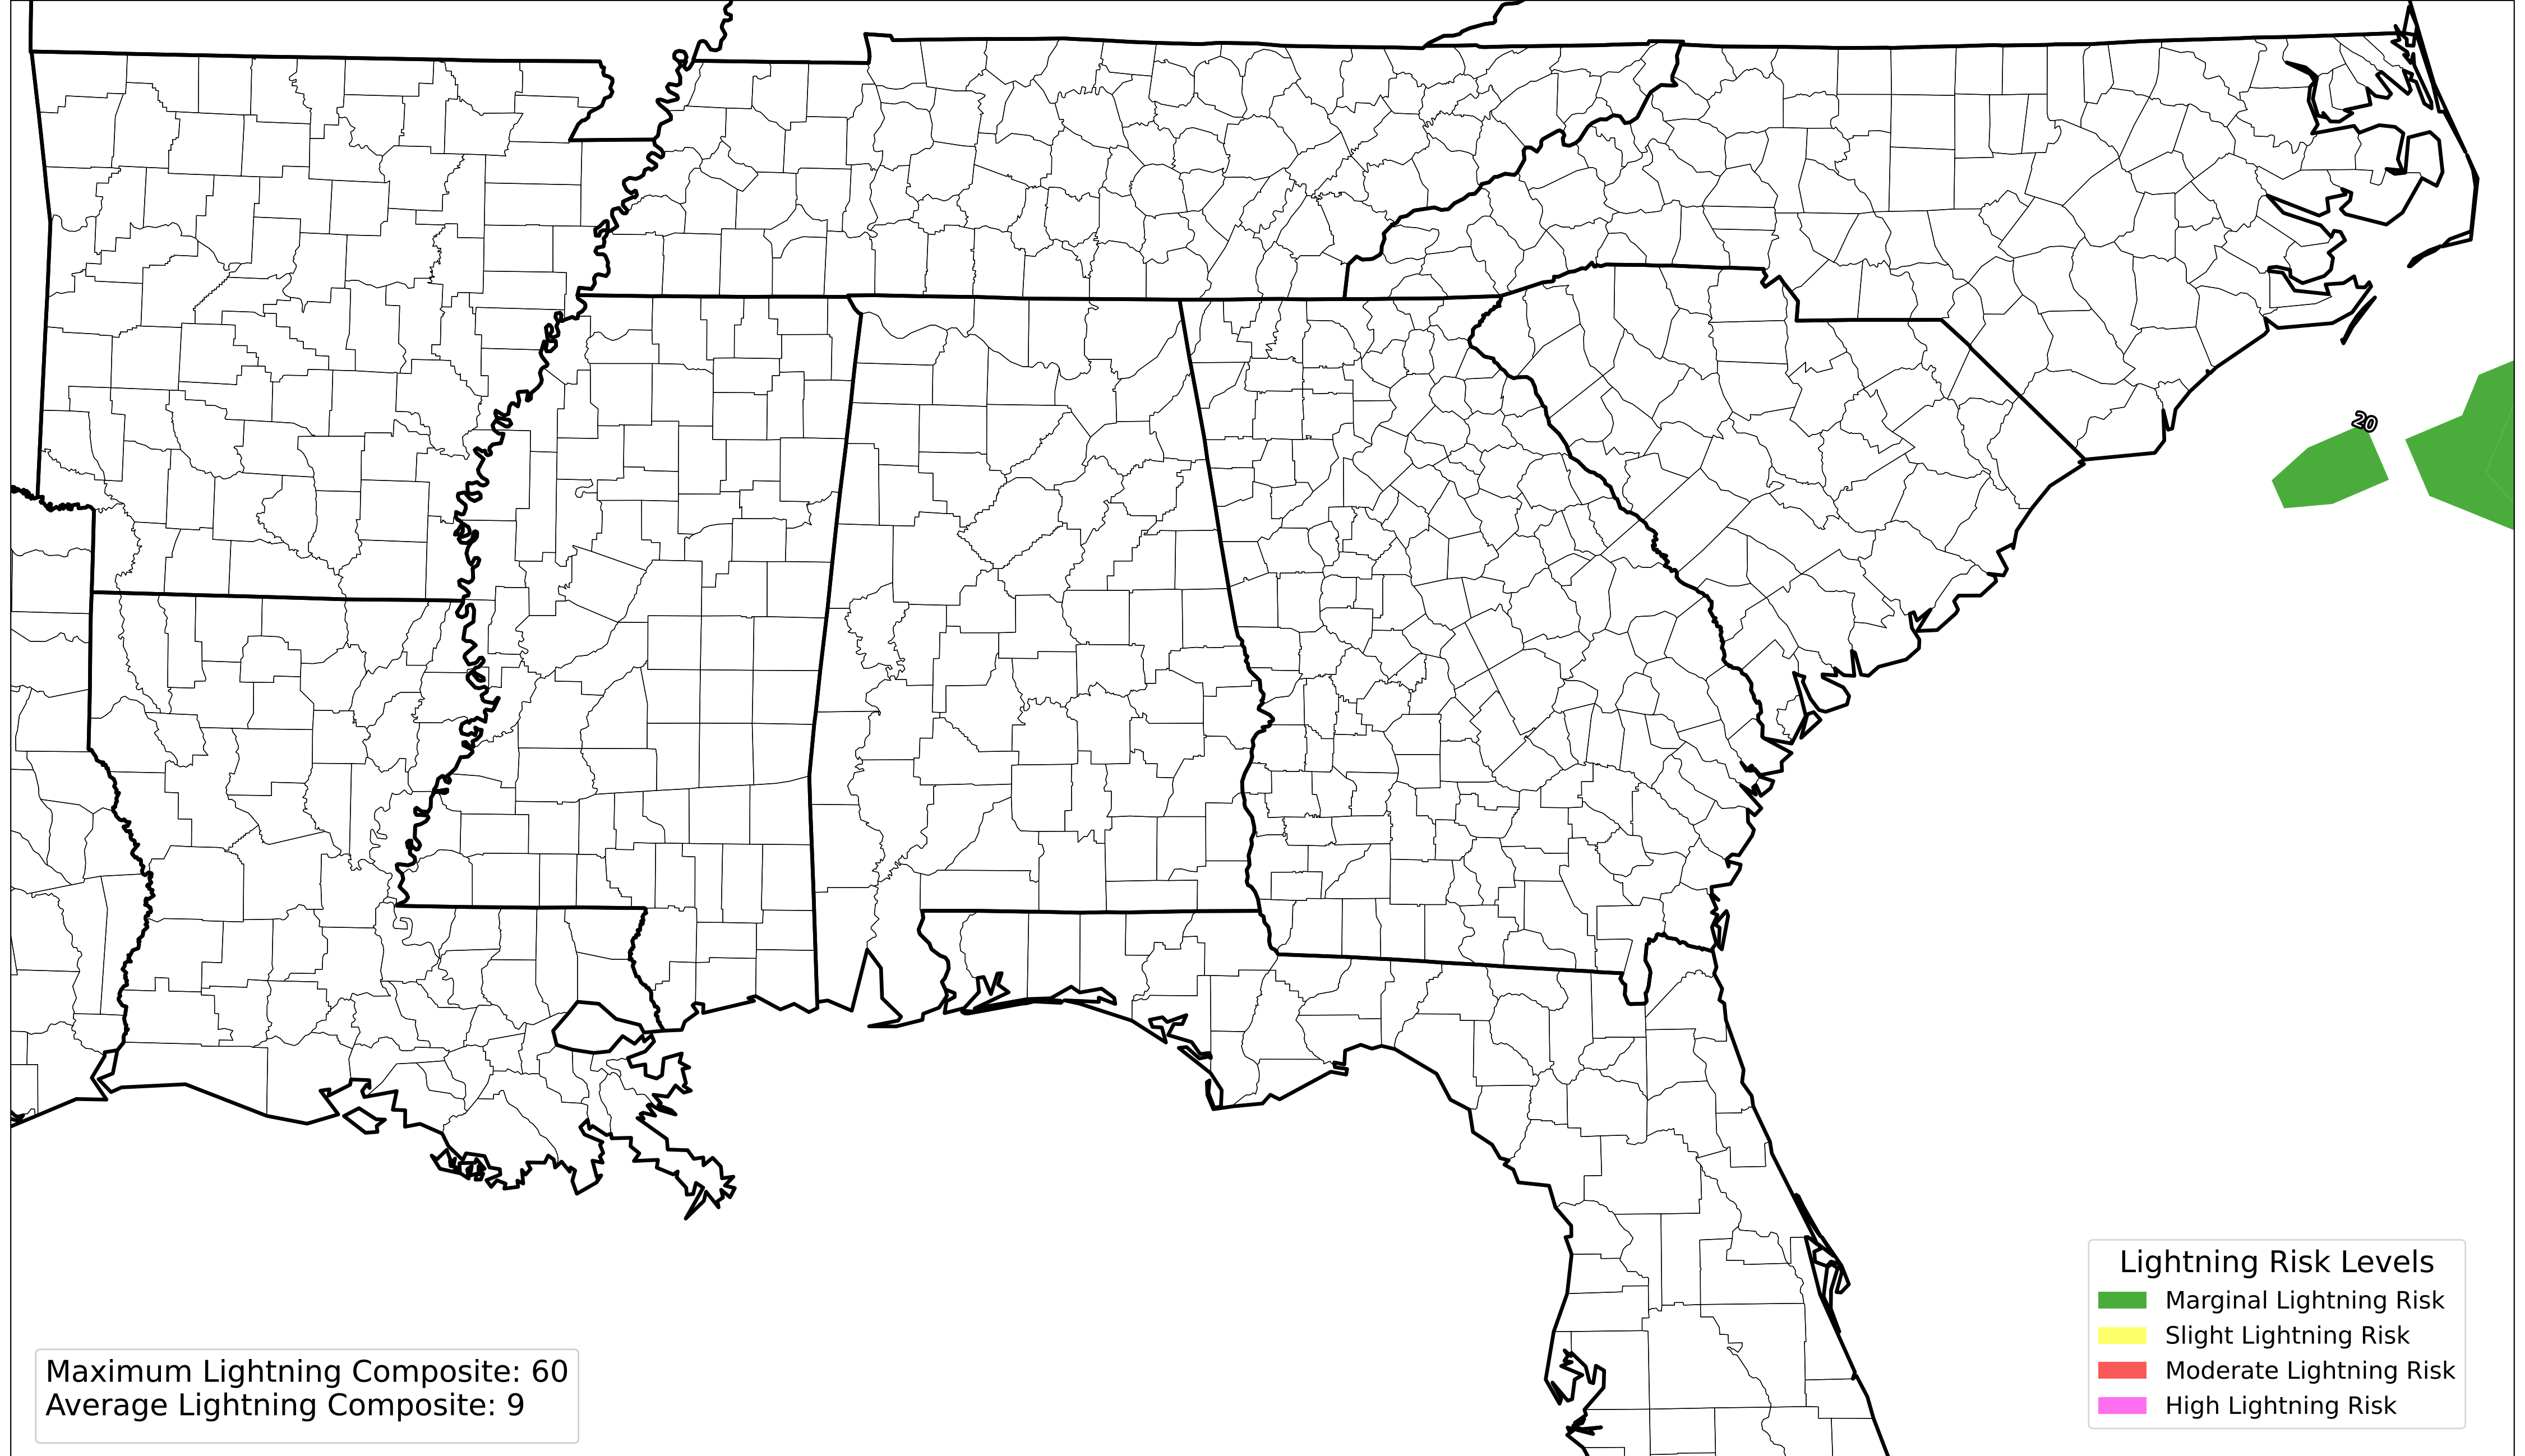 20
Lightning Risk Levels
Marginal Lightning Risk
Slight Lightning Risk
Moderate Lightning Risk
High Lightning Risk
Maximum Lightning Composite: 60
Average Lightning Composite: 9